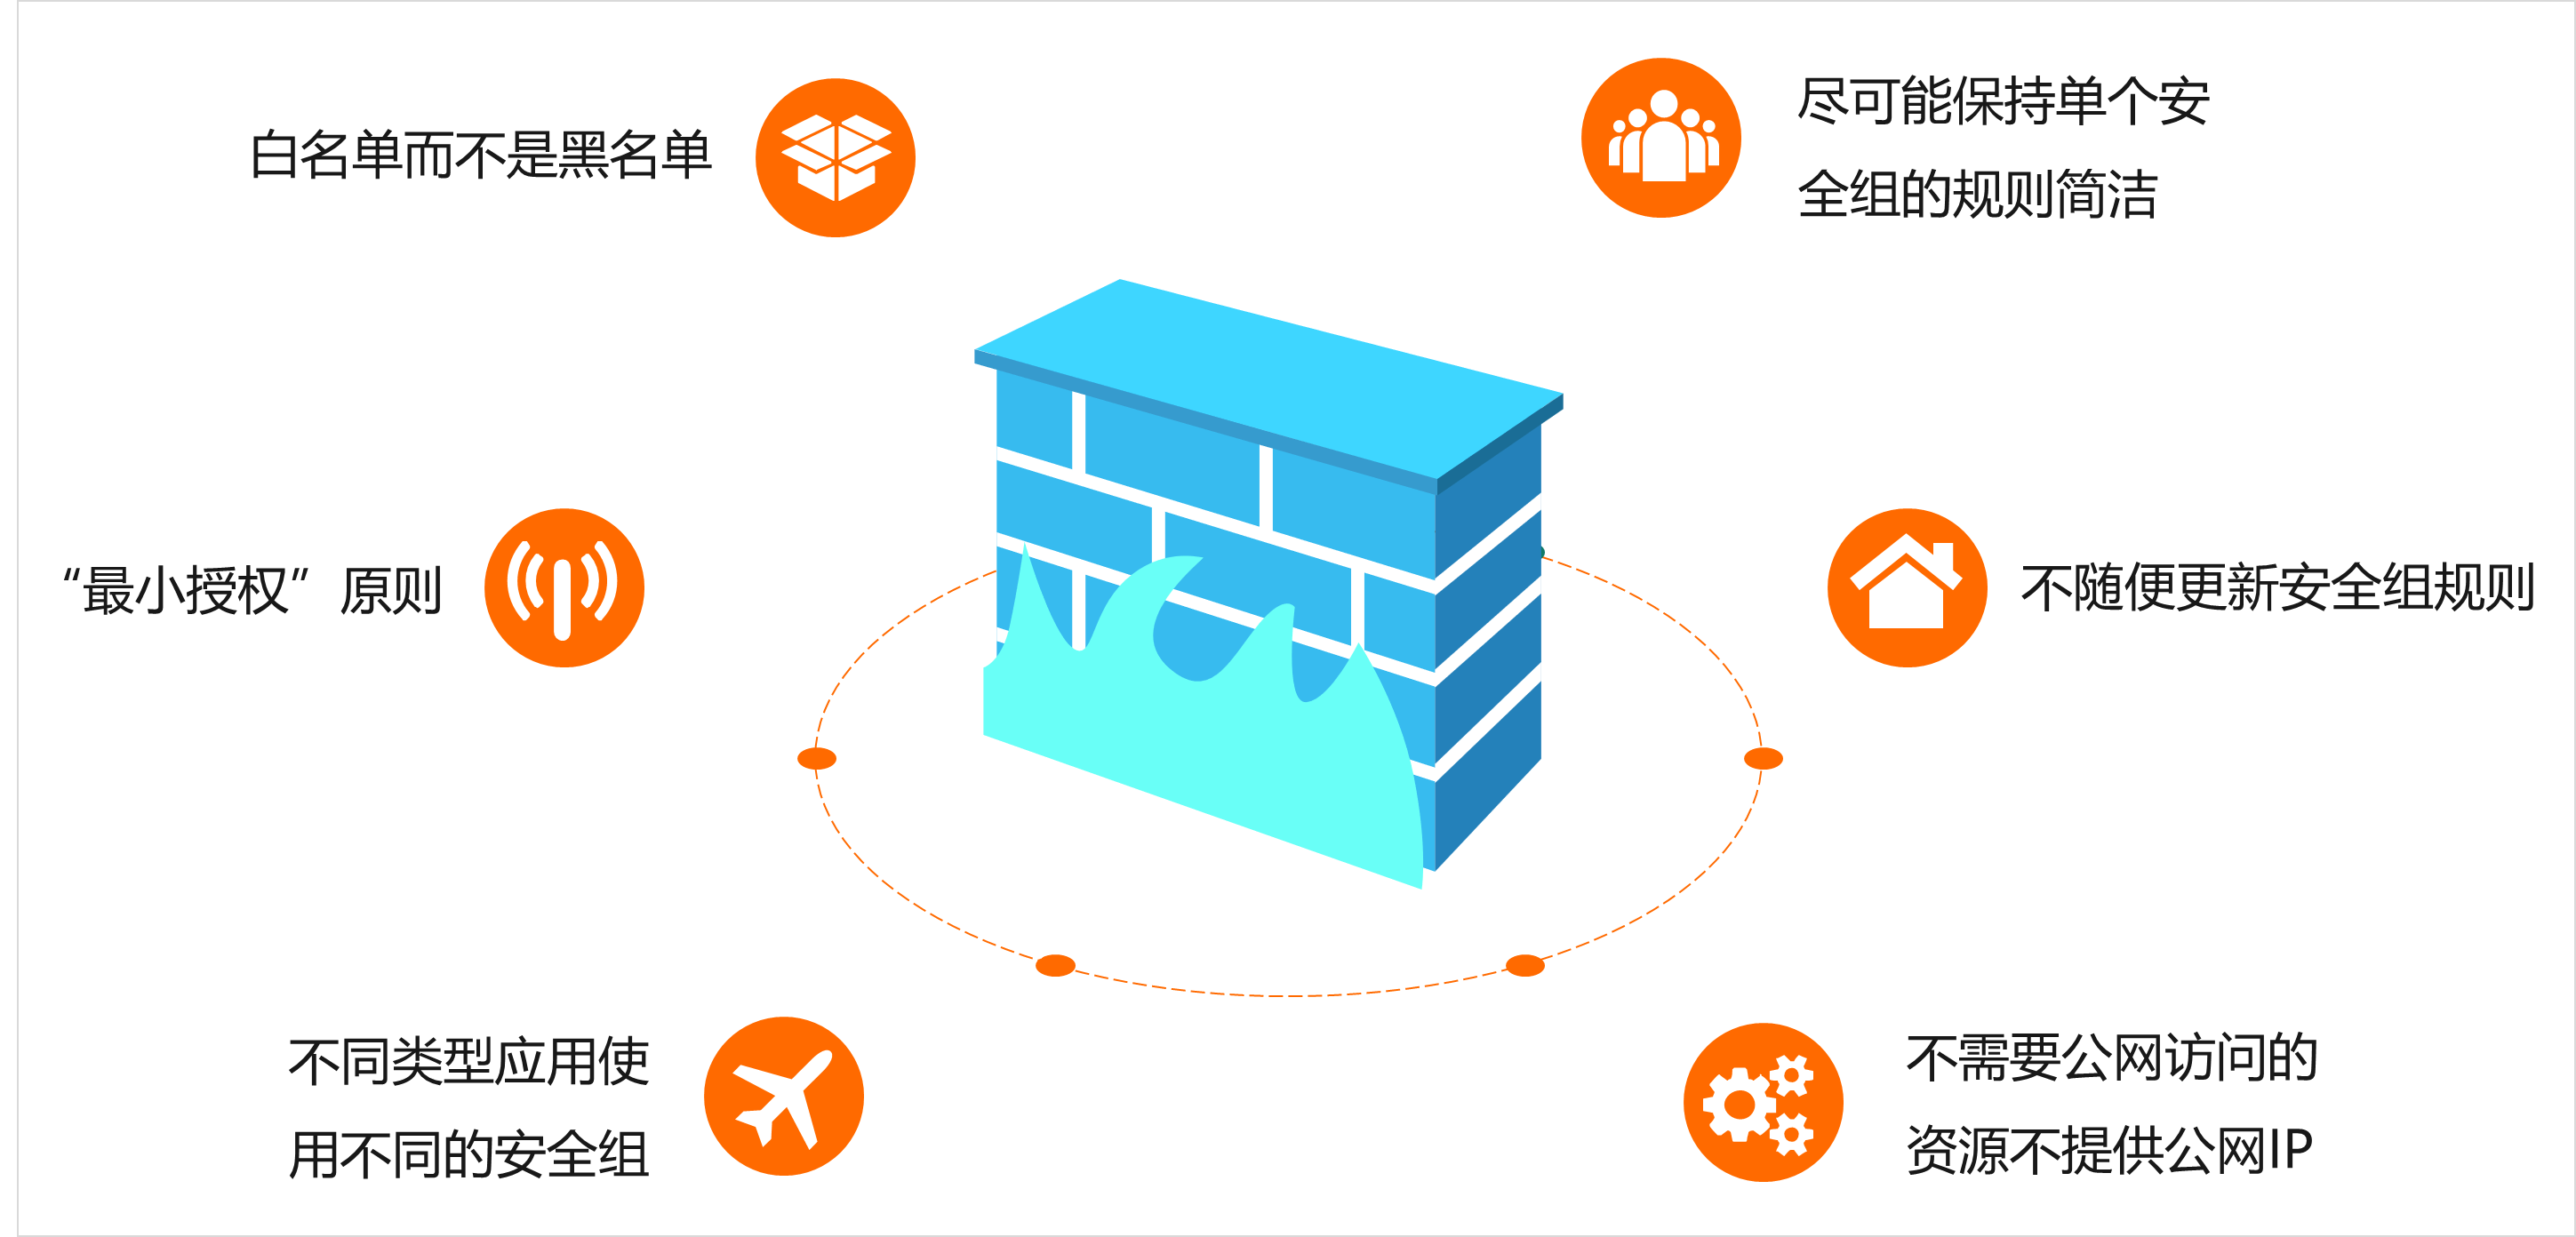 白名单而不是黑名单
尽可能保持单个安
全组的规则简洁
“最小授权”原则
不随便更新安全组规则
不同类型应用使
用不同的安全组
不需要公网访问的
资源不提供公网IP